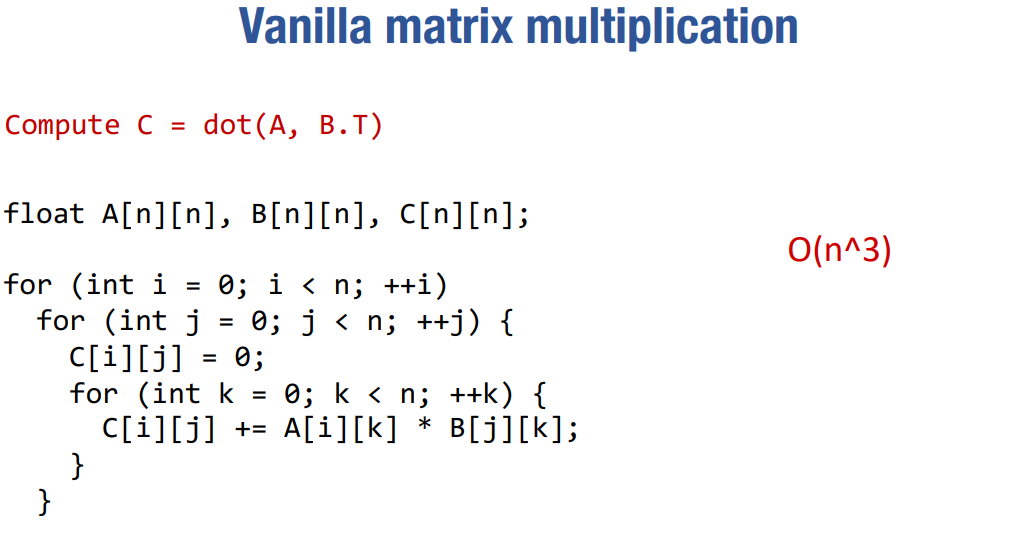 Vanilla matrix multiplication
Compute C = dot(A, B.T)
float A[n][n], B[n][n], C[n][n];
O(n^3)
for (int i = 0; i < n; ++i)
  for (int j = 0; j < n; ++j) {
    C[i][j] = 0;
    for (int k = 0; k < n; ++k) {
      C[i][j] += A[i][k] * B[j][k];
    }
  }